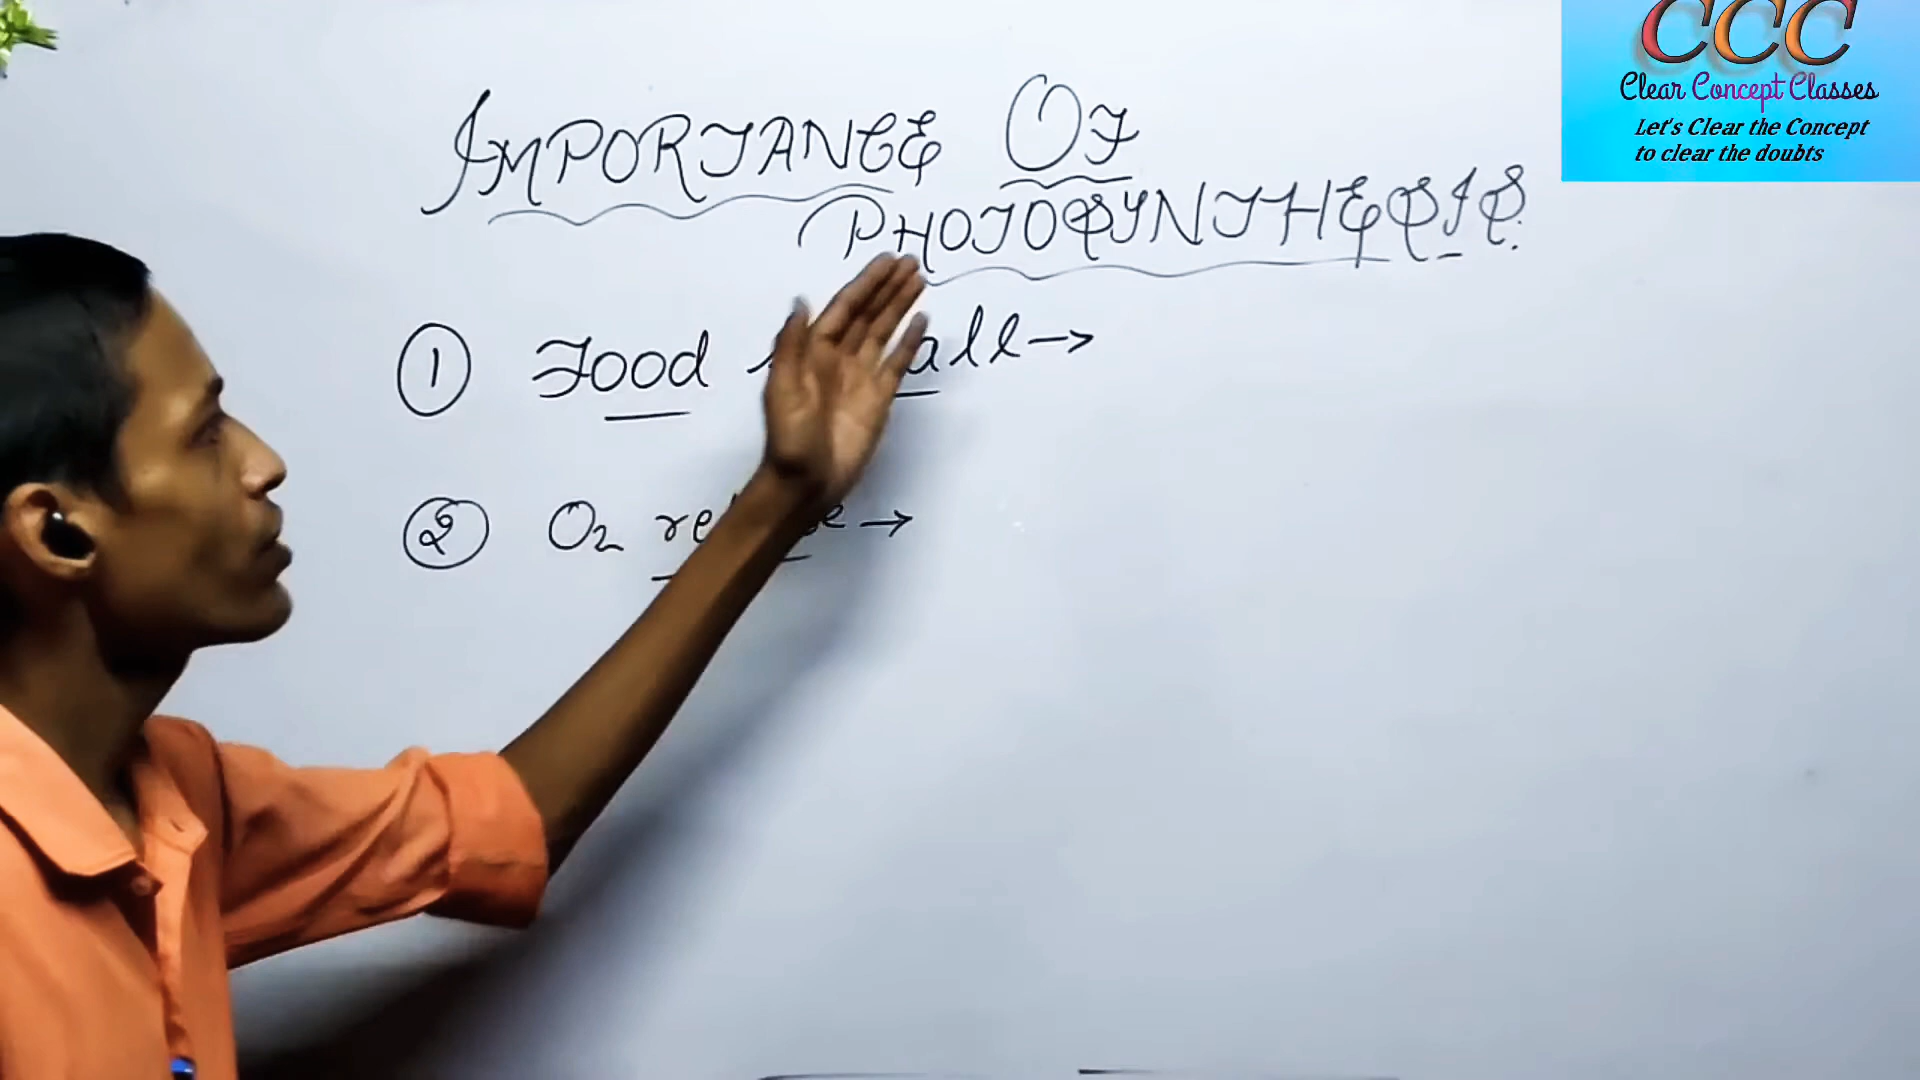 CCC
Clear Concept Classes
Let's Clear the Concept
to clear the doubts
IMPORTANCE OF
PHOTOSYNTHESIS.
① Food all→
② O₂ →